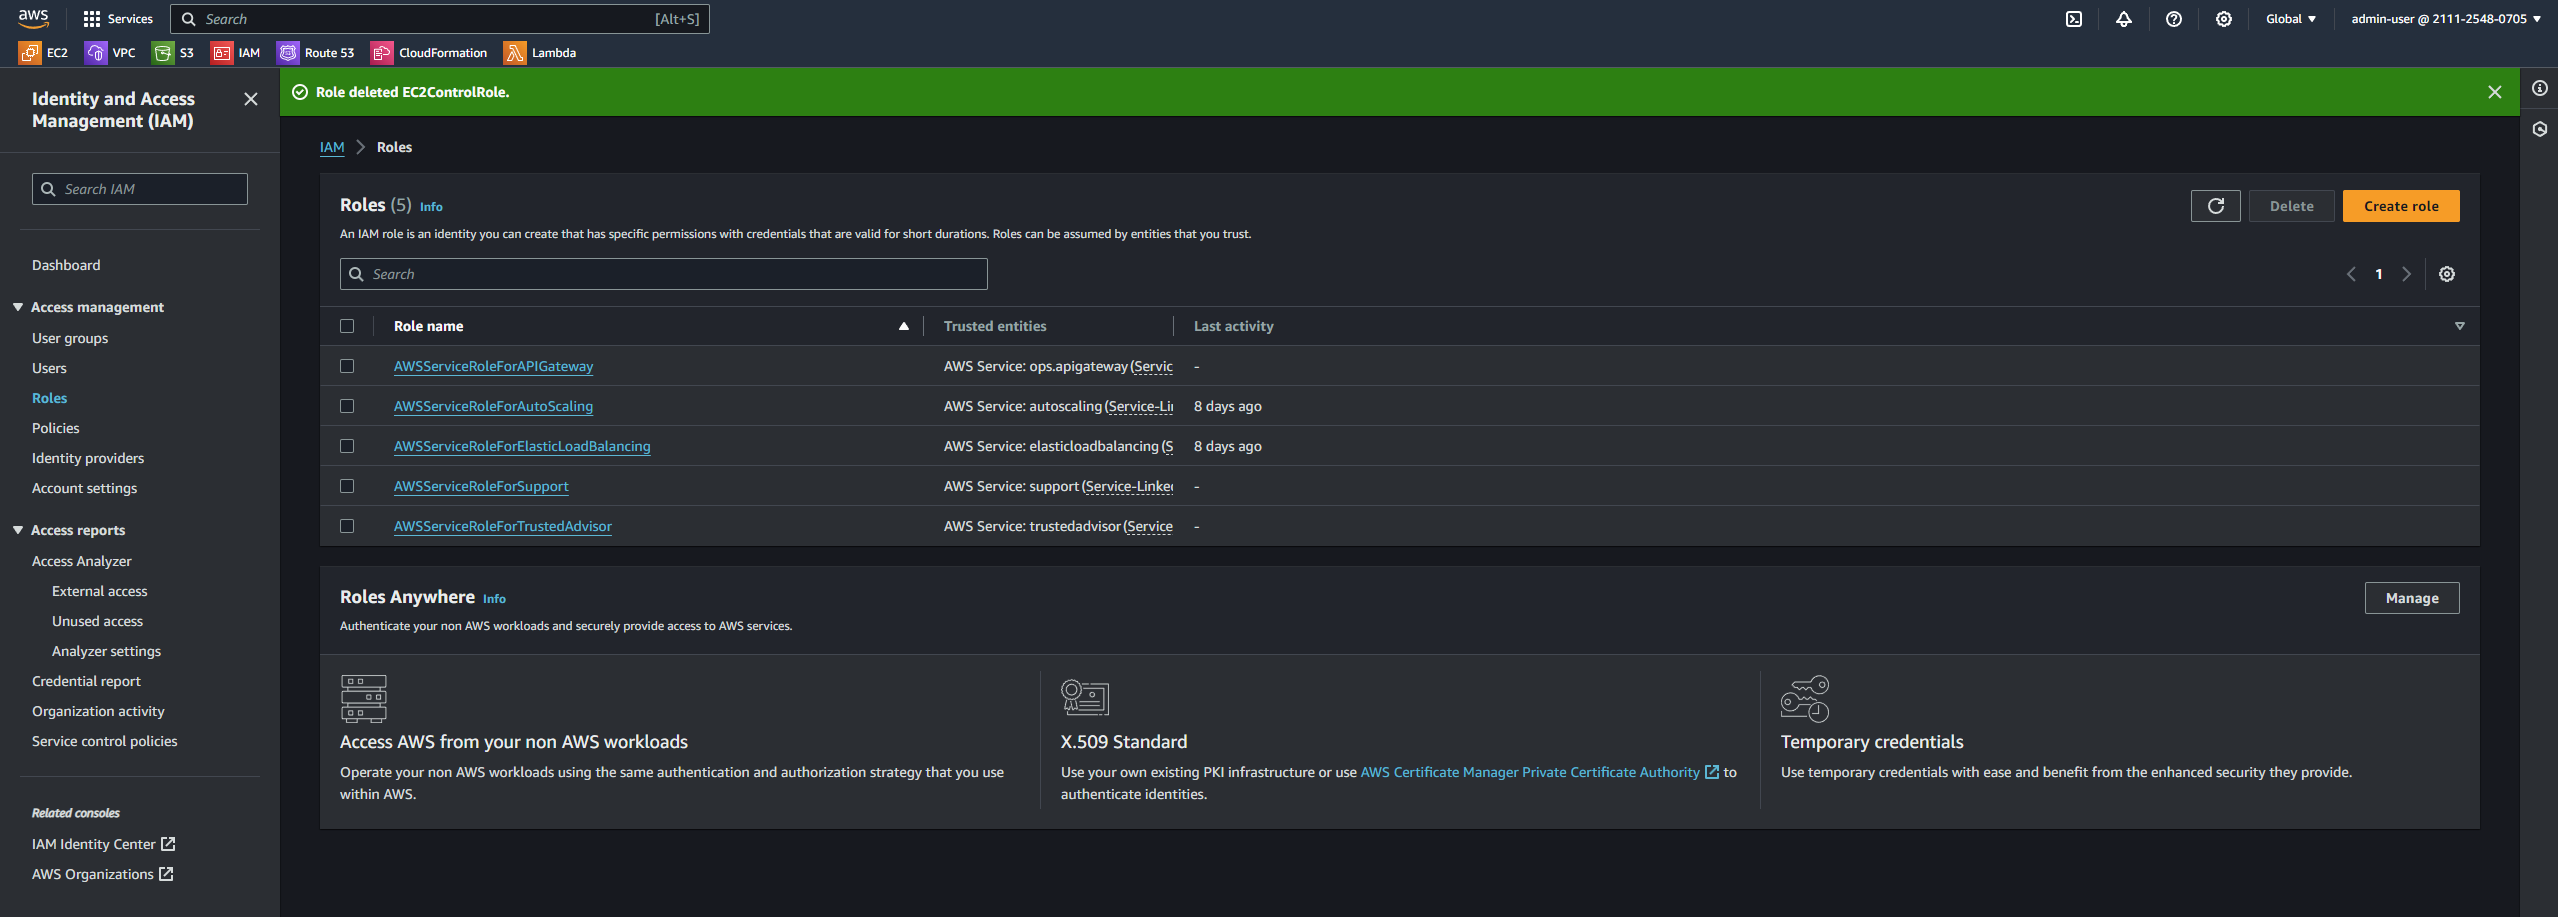 aws
Services
Search
[Alt+S]
Global
admin-user @ 2111-2548-0705
EC2
VPC
S3
IAM
Route 53
CloudFormation
Lambda
Identity and Access
Management (IAM)
Search IAM
Dashboard
Access management
User groups
Users
Roles
Policies
Identity providers
Account settings
Access reports
Access Analyzer
External access
Unused access
Analyzer settings
Credential report
Organization activity
Service control policies
Related consoles
IAM Identity Center
AWS Organizations
Role deleted EC2ControlRole.
IAM > Roles
Roles (5) Info
Delete
Create role
An IAM role is an identity you can create that has specific permissions with credentials that are valid for short durations. Roles can be assumed by entities that you trust.
Search
1
Role name Trusted entities Last activity
AWSServiceRoleForAPIGateway AWS Service: ops.apigateway (Servic -
AWSServiceRoleForAutoScaling AWS Service: autoscaling (Service-Li 8 days ago
AWSServiceRoleForElasticLoadBalancing AWS Service: elasticloadbalancing (S 8 days ago
AWSServiceRoleForSupport AWS Service: support (Service-Linke -
AWSServiceRoleForTrustedAdvisor AWS Service: trustedadvisor (Service -
Roles Anywhere Info
Manage
Authenticate your non AWS workloads and securely provide access to AWS services.
Access AWS from your non AWS workloads
Operate your non AWS workloads using the same authentication and authorization strategy that you use
within AWS.
X.509 Standard
Use your own existing PKI infrastructure or use AWS Certificate Manager Private Certificate Authority to
authenticate identities.
Temporary credentials
Use temporary credentials with ease and benefit from the enhanced security they provide.